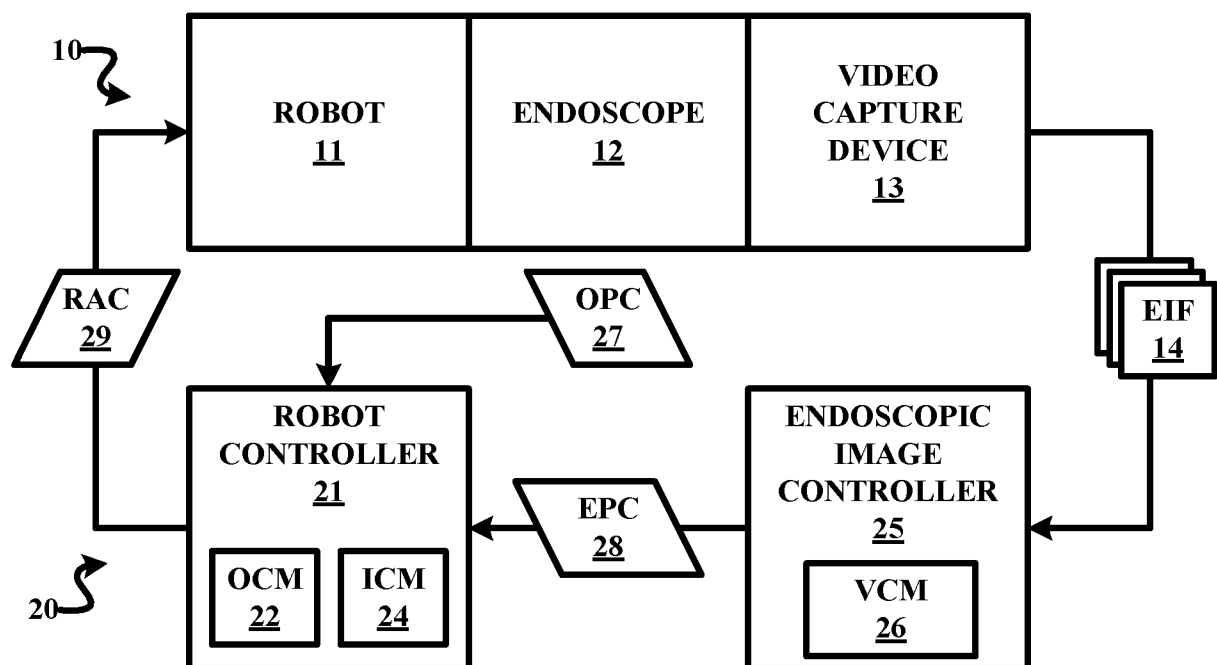 10
ROBOT
11
ENDOSCOPE
12
VIDEO
CAPTURE
DEVICE
13
RAC
29
OPC
27
EIF
14
ROBOT
CONTROLLER
21
OCM
22
ICM
24
EPC
28
ENDOSCOPIC
IMAGE
CONTROLLER
25
VCM
26
20